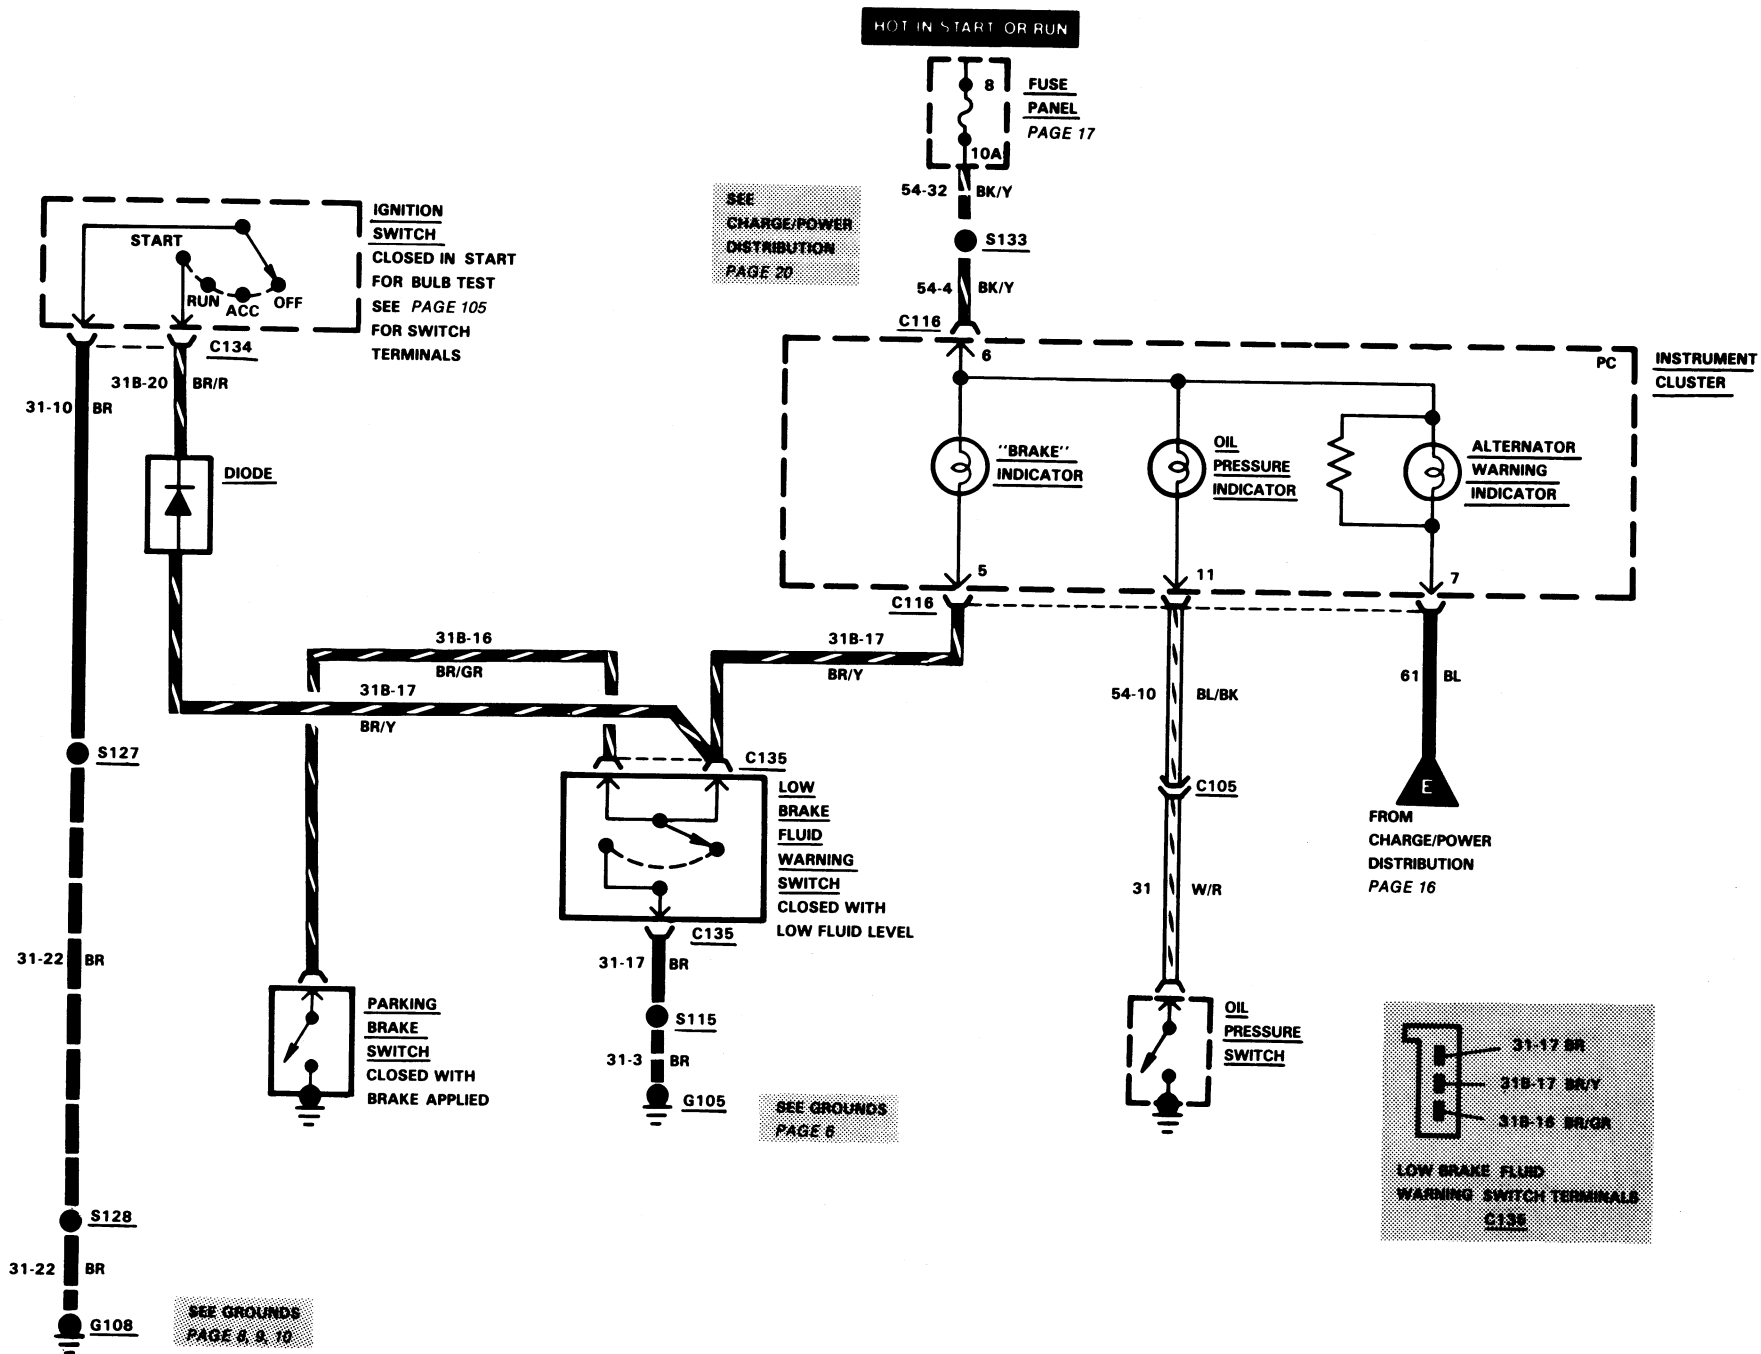 HOT IN START OR RUN
8
FUSE
PANEL
PAGE 17
10A
54-32 BK/Y
SEE
CHARGE/POWER
DISTRIBUTION
PAGE 20
S133
54-4 BK/Y
C116
6
IGNITION
SWITCH
CLOSED IN START
FOR BULB TEST
SEE PAGE 105
FOR SWITCH
TERMINALS
START
RUN
ACC
OFF
C134
31B-20 BR/R
31-10 BR
DIODE
PC
INSTRUMENT
CLUSTER
"BRAKE"
INDICATOR
OIL
PRESSURE
INDICATOR
ALTERNATOR
WARNING
INDICATOR
5
11
7
C116
31B-16
BR/GR
31B-17
BR/Y
31B-17
BR/Y
54-10 BL/BK
61 BL
S127
C135
LOW
BRAKE
FLUID
WARNING
SWITCH
CLOSED WITH
LOW FLUID LEVEL
C105
E
FROM
CHARGE/POWER
DISTRIBUTION
PAGE 16
31 W/R
C135
31-17 BR
31-22 BR
S115
31-3 BR
G105
SEE GROUNDS
PAGE 6
PARKING
BRAKE
SWITCH
CLOSED WITH
BRAKE APPLIED
OIL
PRESSURE
SWITCH
31-17 BR
31B-17 BR/Y
31B-16 BR/GR
LOW BRAKE FLUID
WARNING SWITCH TERMINALS
C135
S128
31-22 BR
G108
SEE GROUNDS
PAGE 8, 9, 10